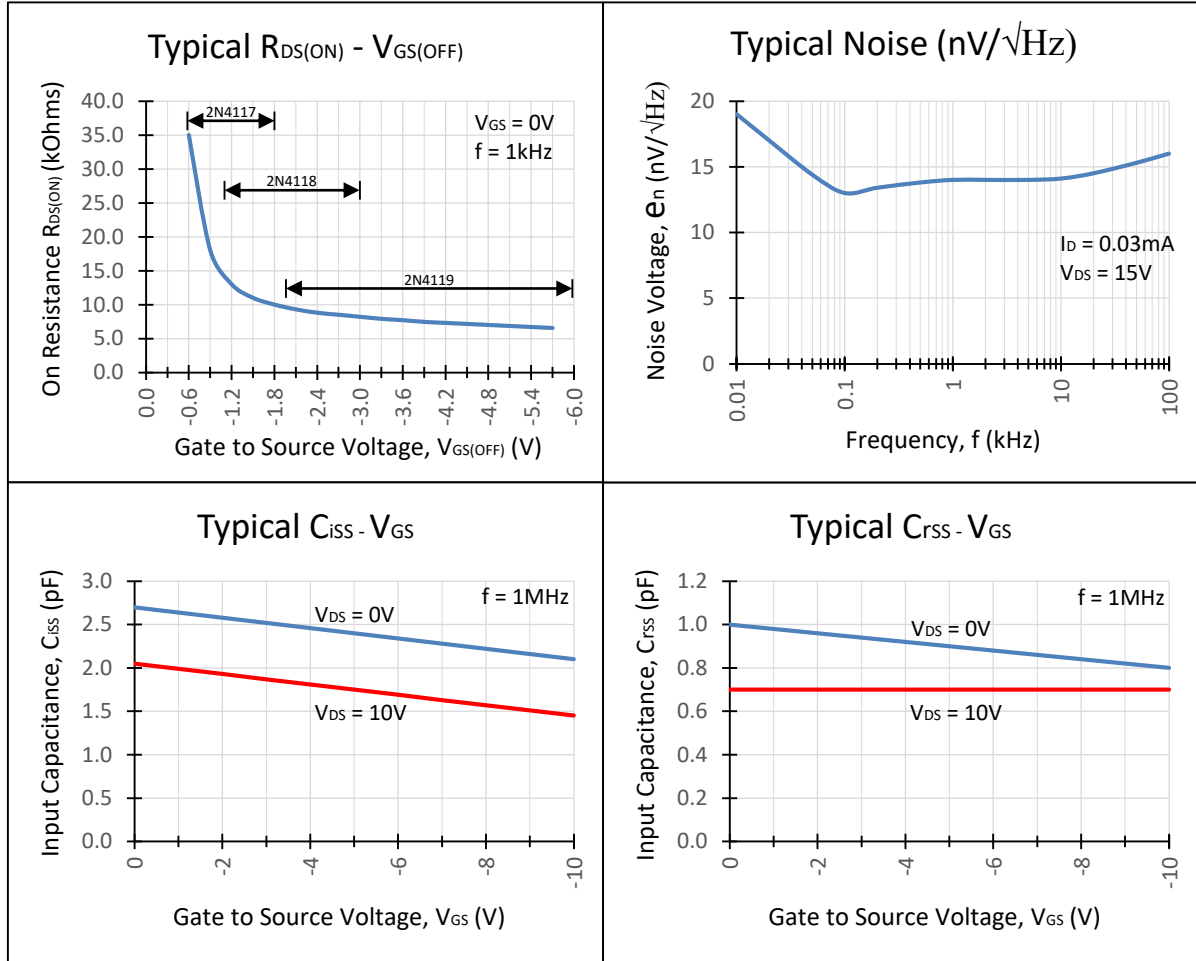 Typical RDS(ON) - VGS(OFF)
On Resistance RDS(ON) (kOhms)
40.0
35.0
30.0
25.0
20.0
15.0
10.0
5.0
0.0
2N4117
2N4118
2N4119
VGS = 0V
f = 1kHz
0.0
-0.6
-1.2
-1.8
-2.4
-3.0
-3.6
-4.2
-4.8
-5.4
-6.0
Gate to Source Voltage, VGS(OFF) (V)
Typical Noise (nV/√Hz)
Noise Voltage, en (nV/√Hz)
20
15
10
5
0
ID = 0.03mA
VDS = 15V
0.01
0.1
1
10
100
Frequency, f (kHz)
Typical CiSS - VGS
Input Capacitance, CiSS (pF)
3.0
2.5
2.0
1.5
1.0
0.5
0.0
f = 1MHz
VDS = 0V
VDS = 10V
0
-2
-4
-6
-8
-10
Gate to Source Voltage, VGS (V)
Typical CrSS - VGS
Input Capacitance, CrSS (pF)
1.2
1.0
0.8
0.6
0.4
0.2
0.0
f = 1MHz
VDS = 0V
VDS = 10V
0
-2
-4
-6
-8
-10
Gate to Source Voltage, VGS (V)